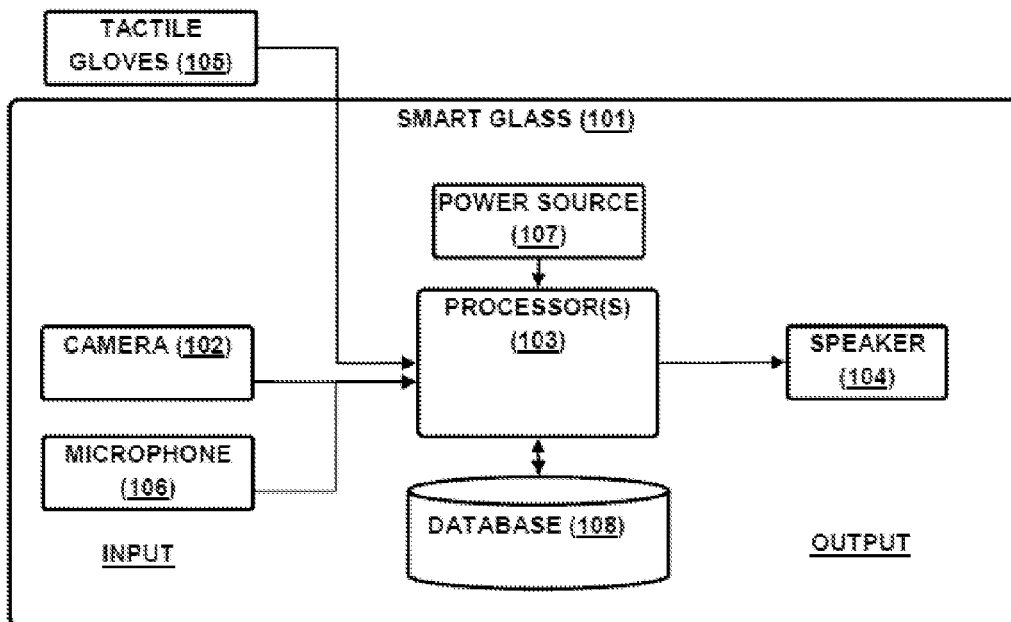 TACTILE
GLOVES (105)
SMART GLASS (101)
POWER SOURCE
(107)
PROCESSOR(S)
(103)
CAMERA (102)
SPEAKER
(104)
MICROPHONE
(106)
DATABASE (108)
INPUT
OUTPUT